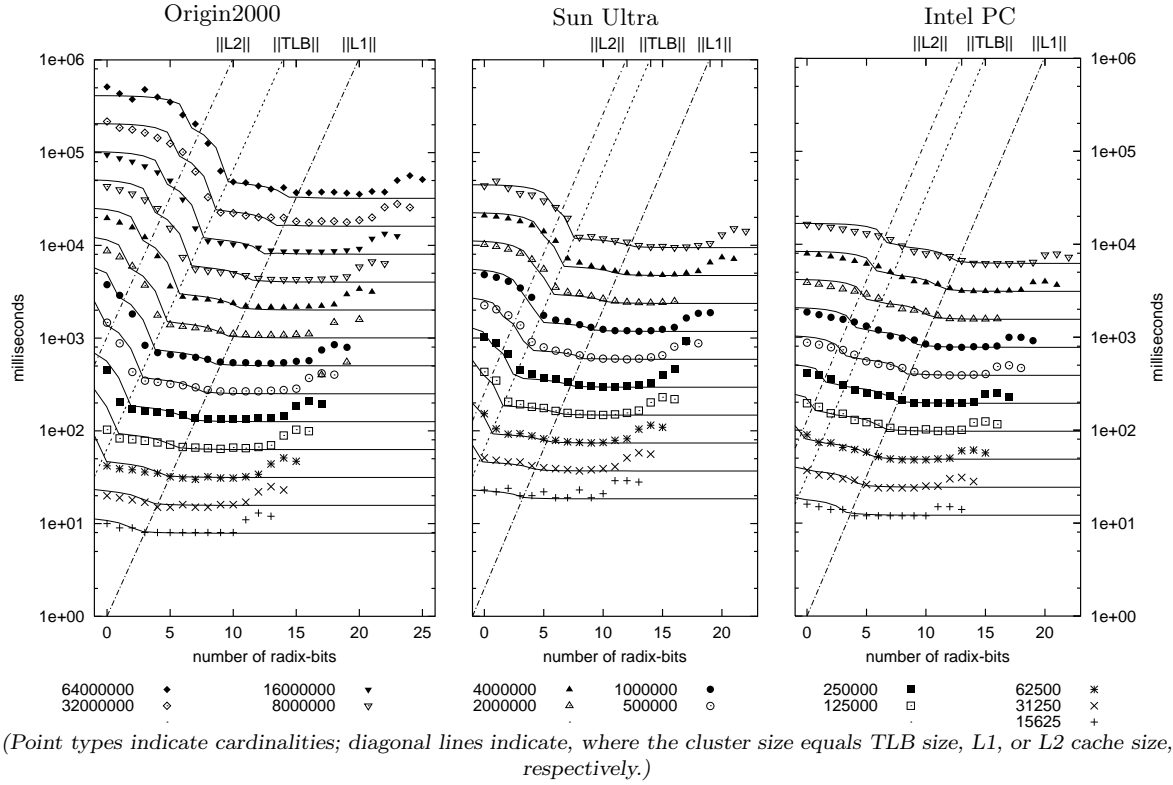 Origin2000 Sun Ultra Intel PC
||L2|| ||TLB|| ||L1|| ||L2|| ||TLB|| ||L1|| ||L2|| ||TLB|| ||L1||
1e+06 1e+06
1e+05 1e+05
1e+04 1e+04
milliseconds milliseconds
1e+03 1e+03
1e+02 1e+02
1e+01 1e+01
1e+00 1e+00
0 5 10 15 20 25 0 5 10 15 20 0 5 10 15 20
number of radix-bits number of radix-bits number of radix-bits
64000000 16000000 4000000 1000000 250000 62500
32000000 8000000 2000000 500000 125000 31250
15625
(Point types indicate cardinalities; diagonal lines indicate, where the cluster size equals TLB size, L1, or L2 cache size,
respectively.)